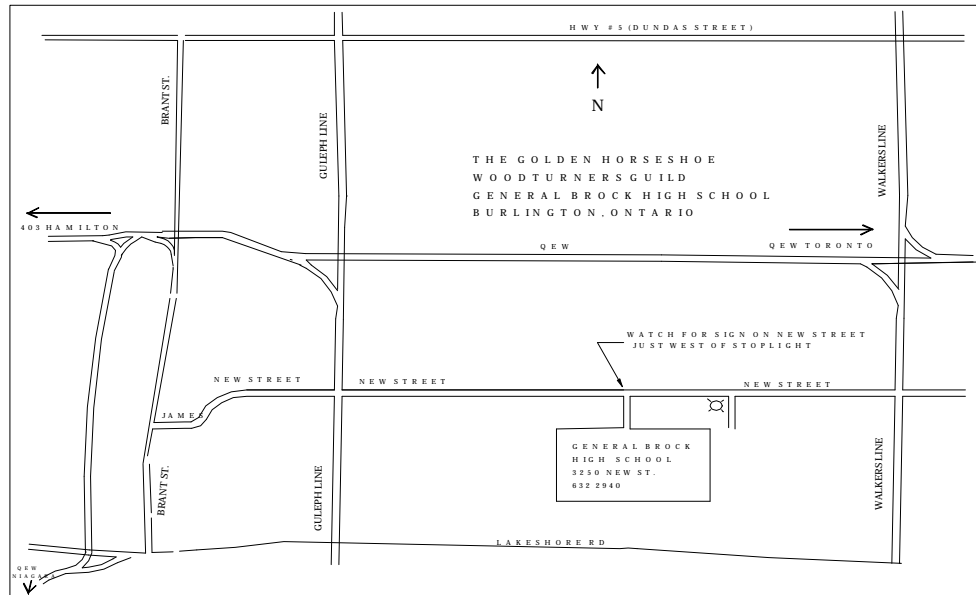 HWY #5 (DUNDAS STREET)
BRANT ST.
GULEPH LINE
N
WALKERS LINE
THE GOLDEN HORSESHOE
WOODTURNERS GUILD
GENERAL BROCK HIGH SCHOOL
BURLINGTON, ONTARIO
403 HAMILTON
QEW
QEW TORONTO
WATCH FOR SIGN ON NEW STREET
JUST WEST OF STOPLIGHT
NEW STREET
NEW STREET
NEW STREET
JAMES
GENERAL BROCK
HIGH SCHOOL
3250 NEW ST.
632 2940
BRANT ST.
GULEPH LINE
WALKERS LINE
LAKESHORE RD
QEW
NIAGARA